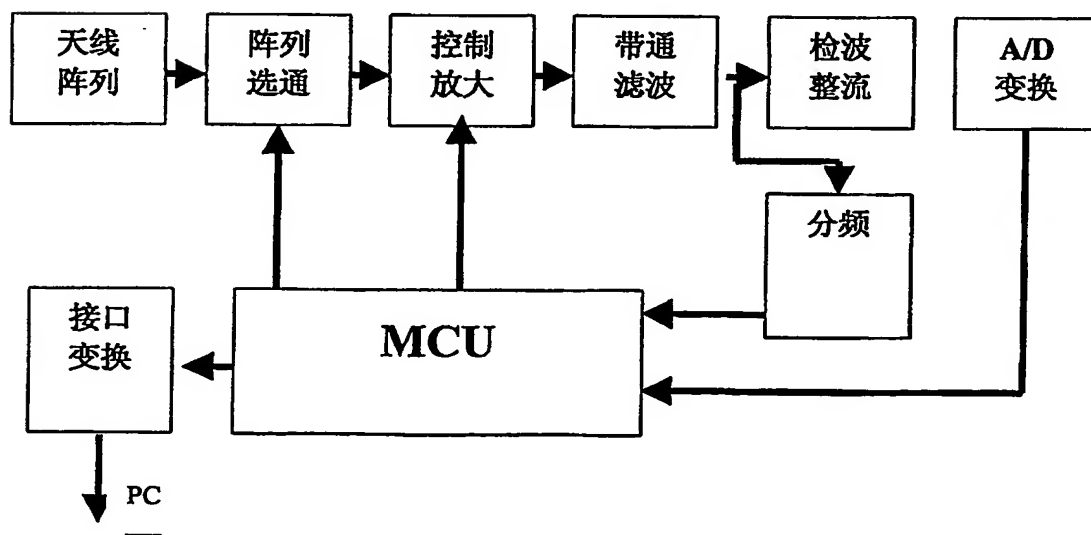 天线
阵列
阵列
选通
控制
放大
带通
滤波
检波
整流
A/D
变换
分频
接口
变换
MCU
PC